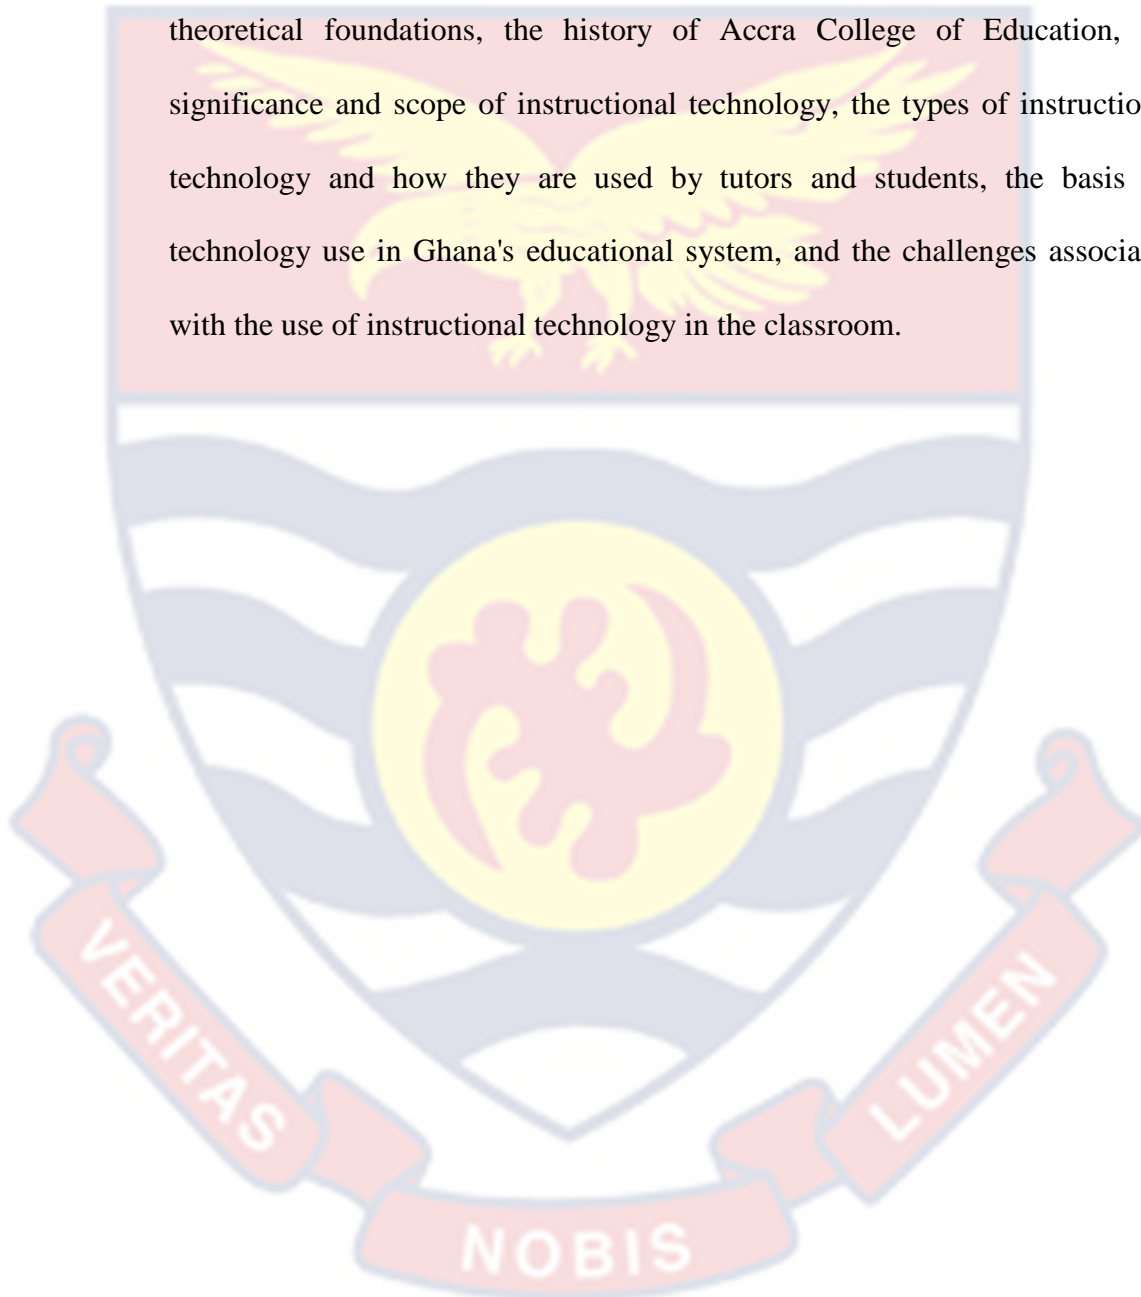 theoretical foundations, the history of Accra College of Education,
significance and scope of instructional technology, the types of instructio
technology and how they are used by tutors and students, the basis
technology use in Ghana's educational system, and the challenges associa
with the use of instructional technology in the classroom.
VERITAS
NOBIS
LUMEN